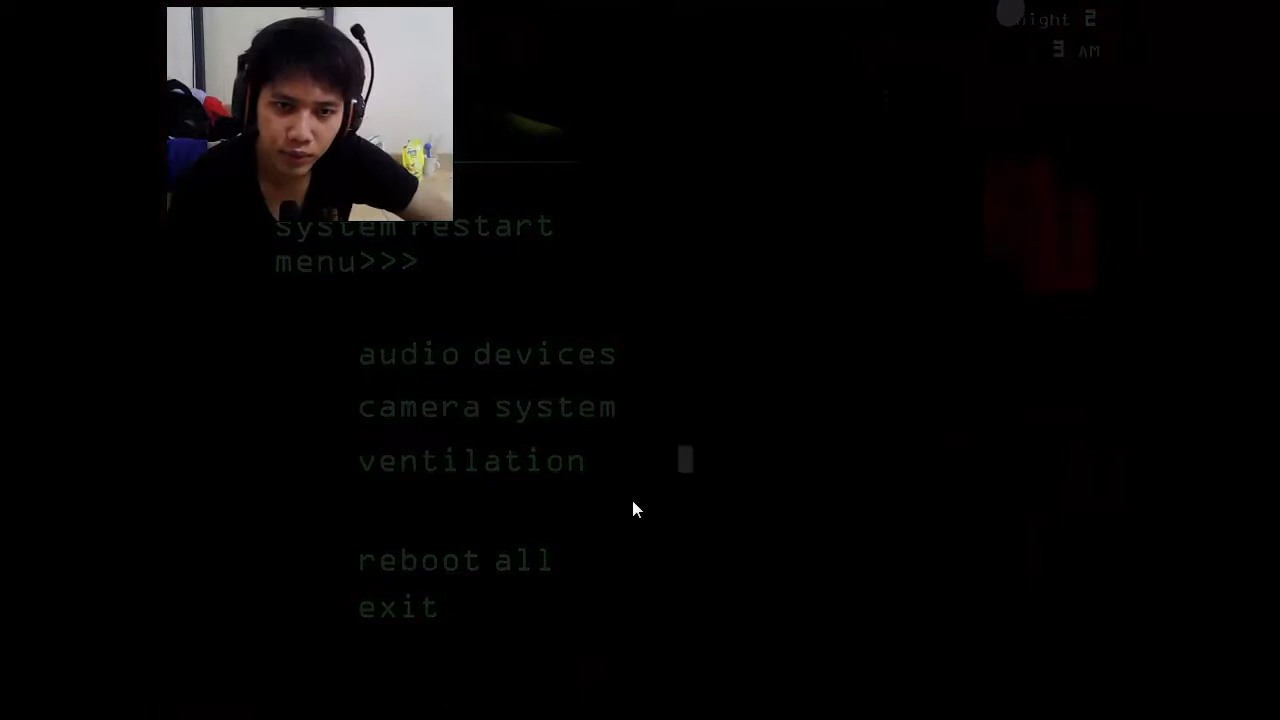 night 2
3 AM
system restart
menu>>>
audio devices
camera system
ventilation
reboot all
exit